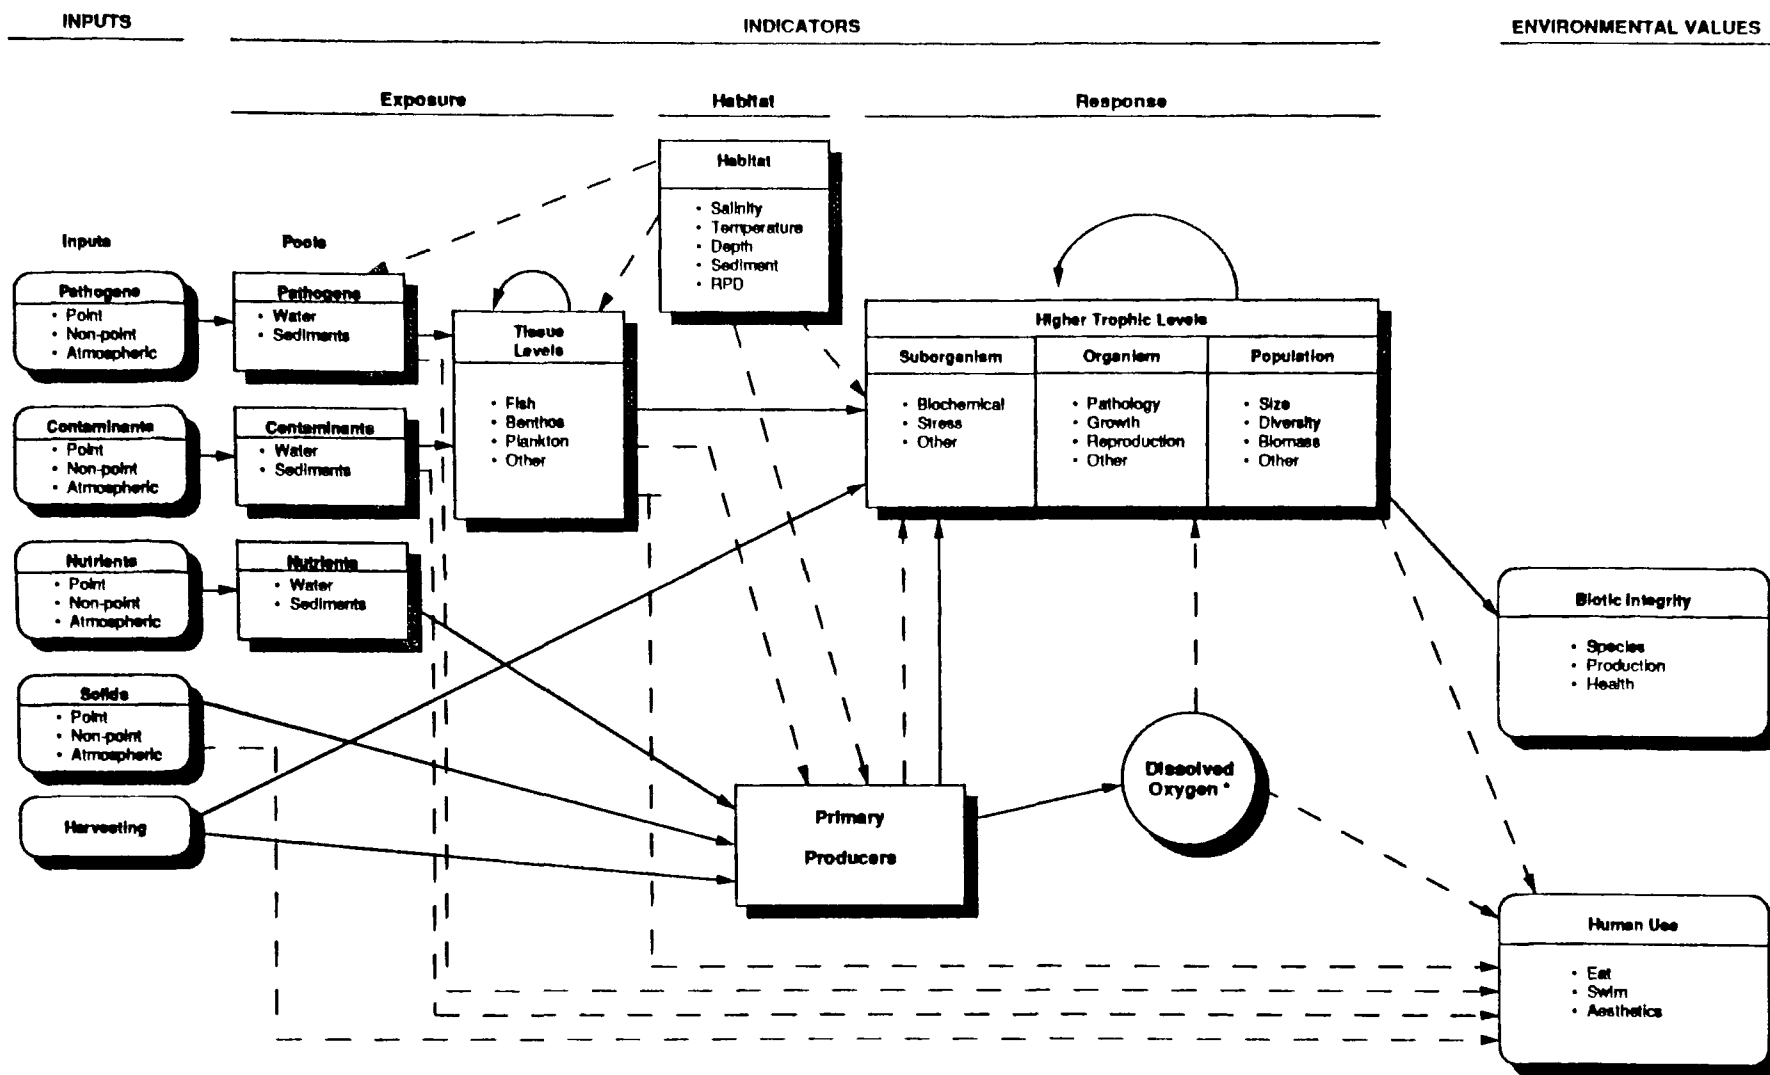 INPUTS
INDICATORS
ENVIRONMENTAL VALUES
Exposure
Habitat
Response
Inputs
Pools
Pathogens
• Point
• Non-point
• Atmospheric
Contaminants
• Point
• Non-point
• Atmospheric
Nutrients
• Point
• Non-point
• Atmospheric
Solids
• Point
• Non-point
• Atmospheric
Harvesting
Pathogens
• Water
• Sediments
Contaminants
• Water
• Sediments
Nutrients
• Water
• Sediments
Tissue
Levels
• Fish
• Benthos
• Plankton
• Other
Habitat
• Salinity
• Temperature
• Depth
• Sediment
• RPD
Higher Trophic Levels
Suborganism
• Biochemical
• Stress
• Other
Organism
• Pathology
• Growth
• Reproduction
• Other
Population
• Size
• Diversity
• Biomass
• Other
Primary
Producers
Dissolved
Oxygen *
Biotic Integrity
• Species
• Production
• Health
Human Use
• Eat
• Swim
• Aesthetics